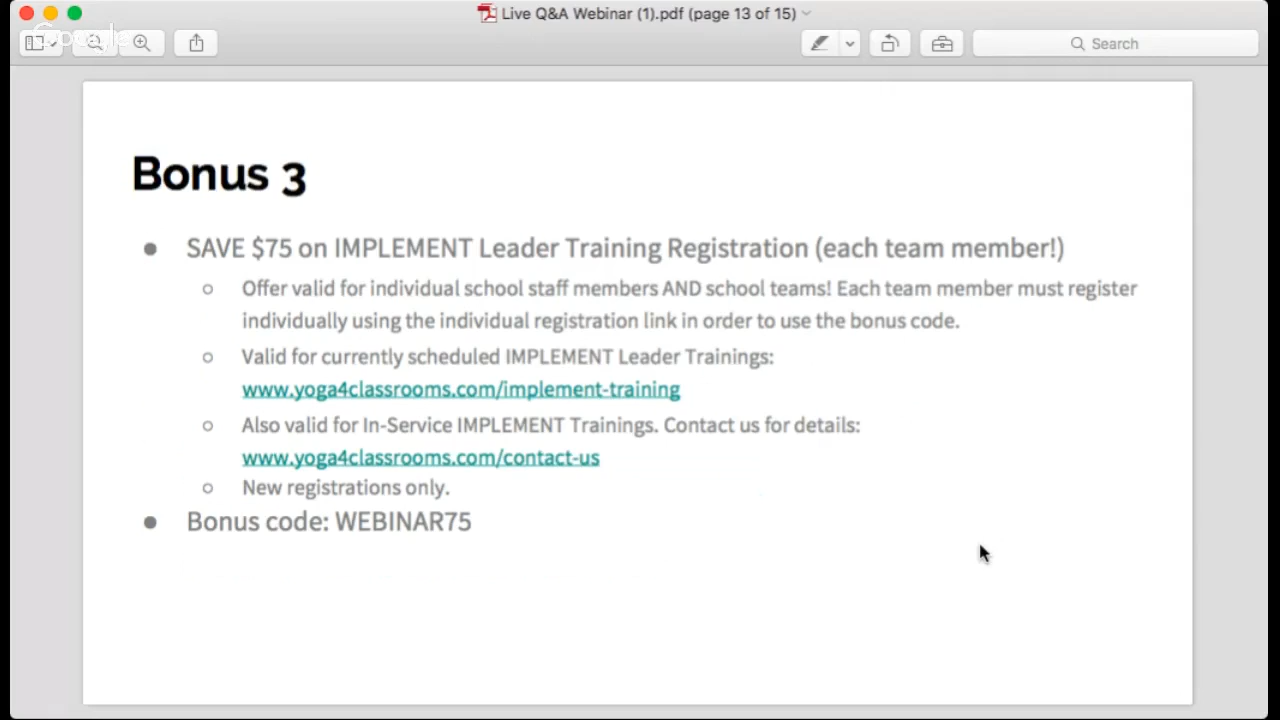 Live Q&A Webinar (1).pdf (page 13 of 15)
Google
Search
Bonus 3
● SAVE $75 on IMPLEMENT Leader Training Registration (each team member!)
○ Offer valid for individual school staff members AND school teams! Each team member must register
individually using the individual registration link in order to use the bonus code.
○ Valid for currently scheduled IMPLEMENT Leader Trainings:
www.yoga4classrooms.com/implement-training
○ Also valid for In-Service IMPLEMENT Trainings. Contact us for details:
www.yoga4classrooms.com/contact-us
○ New registrations only.
● Bonus code: WEBINAR75